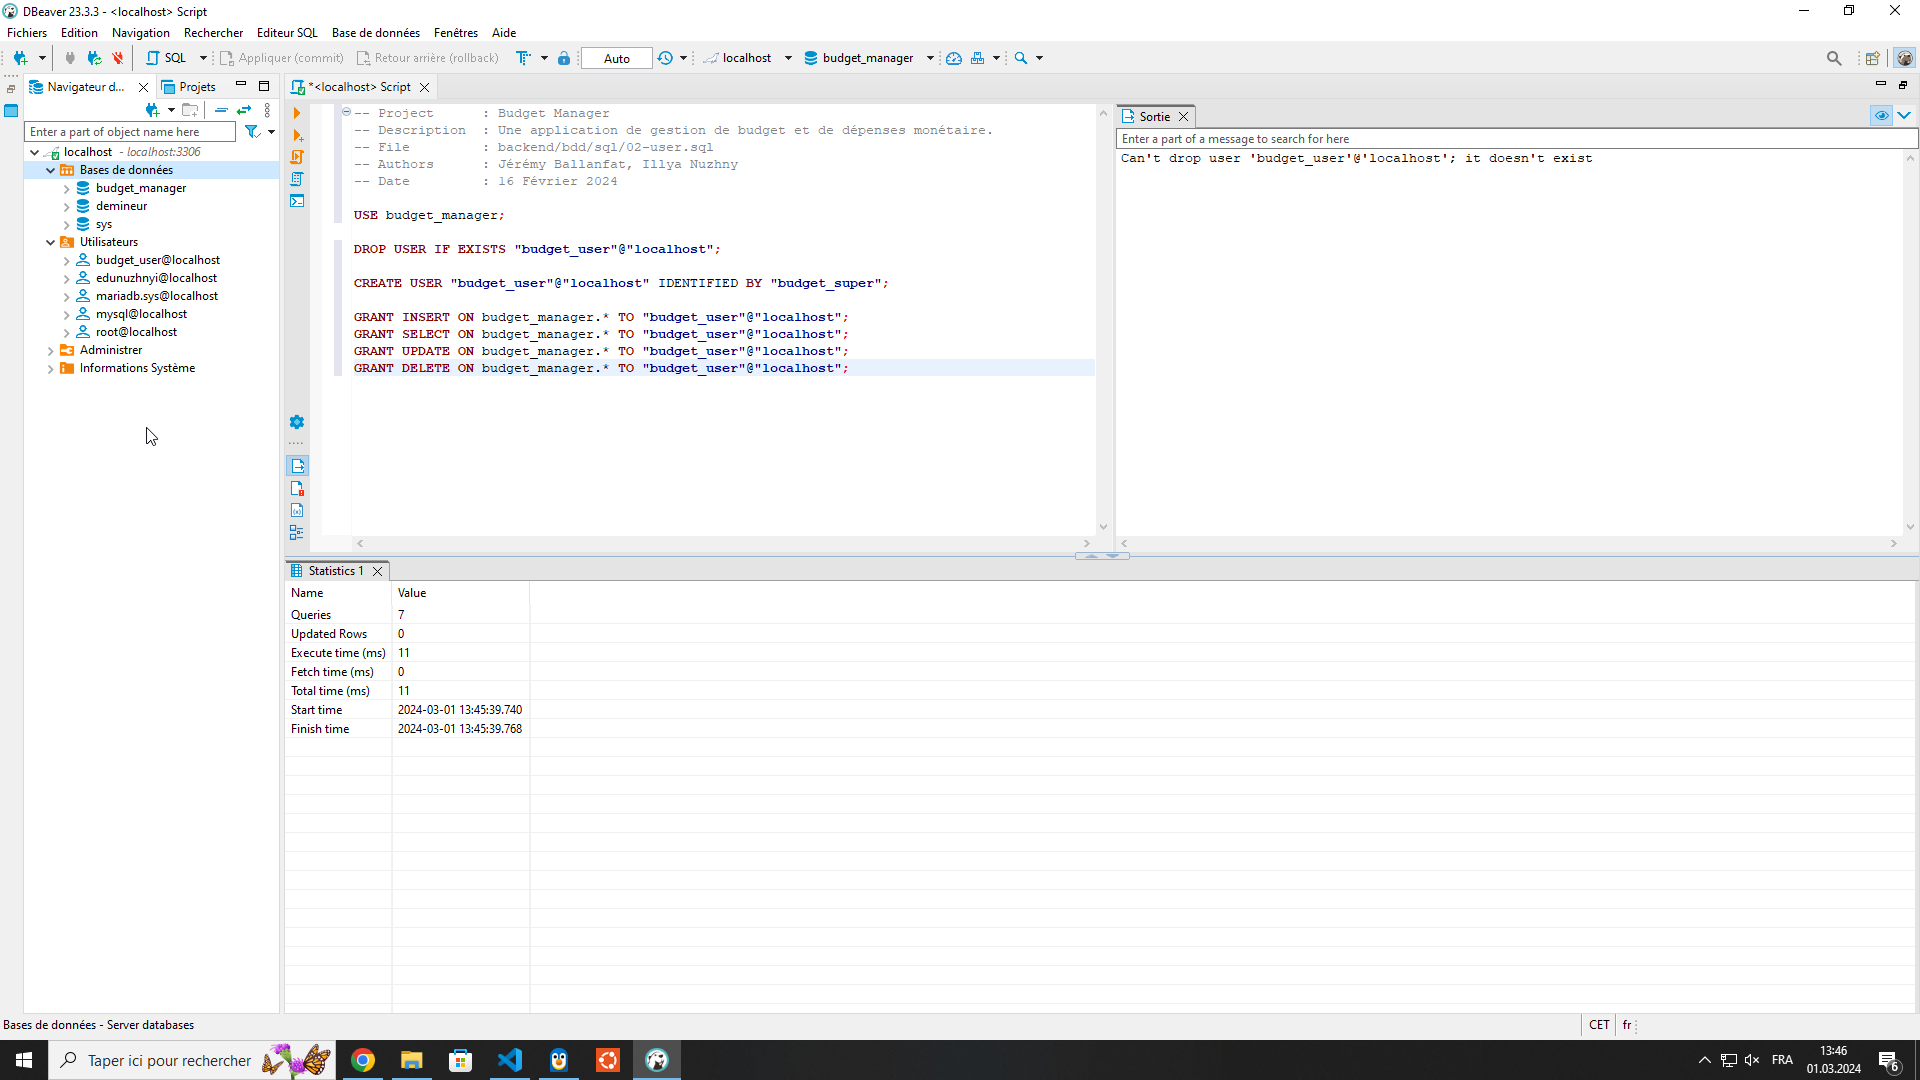 DBeaver 23.3.3 - <localhost> Script
Fichiers Edition Navigation Rechercher Editeur SQL Base de données Fenêtres Aide
SQL Appliquer (commit) Retour arrière (rollback) Auto localhost budget_manager
Navigateur d... Projets
Enter a part of object name here
localhost - localhost:3306
Bases de données
budget_manager
demineur
sys
Utilisateurs
budget_user@localhost
edunuzhnyi@localhost
mariadb.sys@localhost
mysql@localhost
root@localhost
Administrer
Informations Système
*<localhost> Script
-- Project : Budget Manager
-- Description : Une application de gestion de budget et de dépenses monétaire.
-- File : backend/bdd/sql/02-user.sql
-- Authors : Jérémy Ballanfat, Illya Nuzhny
-- Date : 16 Février 2024
USE budget_manager;
DROP USER IF EXISTS "budget_user"@"localhost";
CREATE USER "budget_user"@"localhost" IDENTIFIED BY "budget_super";
GRANT INSERT ON budget_manager.* TO "budget_user"@"localhost";
GRANT SELECT ON budget_manager.* TO "budget_user"@"localhost";
GRANT UPDATE ON budget_manager.* TO "budget_user"@"localhost";
GRANT DELETE ON budget_manager.* TO "budget_user"@"localhost";
Sortie
Enter a part of a message to search for here
Can't drop user 'budget_user'@'localhost'; it doesn't exist
Statistics 1
Name Value
Queries 7
Updated Rows 0
Execute time (ms) 11
Fetch time (ms) 0
Total time (ms) 11
Start time 2024-03-01 13:45:39.740
Finish time 2024-03-01 13:45:39.768
Bases de données - Server databases
CET fr
Taper ici pour rechercher
FRA
13:46
01.03.2024
6